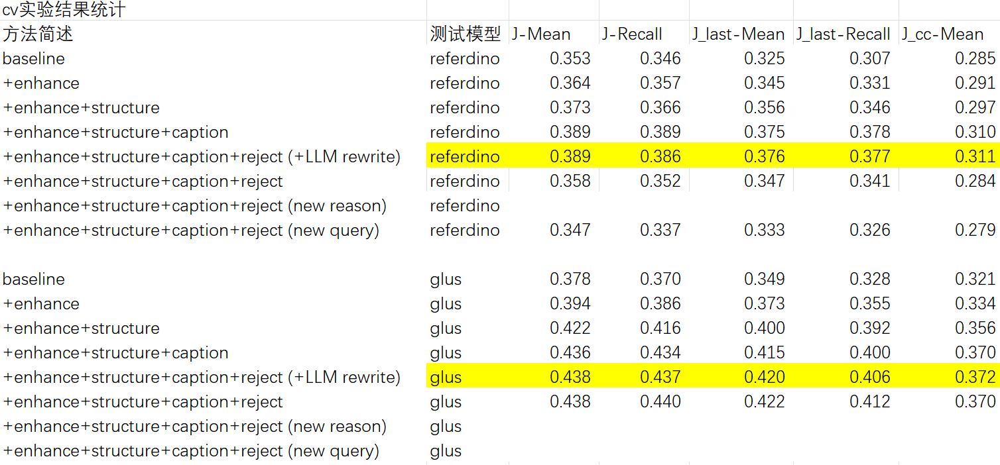 cv实验结果统计
方法简述 测试模型 J-Mean J-Recall J_last-Mean J_last-Recall J_cc-Mean
baseline referdino 0.353 0.346 0.325 0.307 0.285
+enhance referdino 0.364 0.357 0.345 0.331 0.291
+enhance+structure referdino 0.373 0.366 0.356 0.346 0.297
+enhance+structure+caption referdino 0.389 0.389 0.375 0.378 0.310
+enhance+structure+caption+reject (+LLM rewrite) referdino 0.389 0.386 0.376 0.377 0.311
+enhance+structure+caption+reject referdino 0.358 0.352 0.347 0.341 0.284
+enhance+structure+caption+reject (new reason) referdino
+enhance+structure+caption+reject (new query) referdino 0.347 0.337 0.333 0.326 0.279
baseline glus 0.378 0.370 0.349 0.328 0.321
+enhance glus 0.394 0.386 0.373 0.355 0.334
+enhance+structure glus 0.422 0.416 0.400 0.392 0.356
+enhance+structure+caption glus 0.436 0.434 0.415 0.400 0.370
+enhance+structure+caption+reject (+LLM rewrite) glus 0.438 0.437 0.420 0.406 0.372
+enhance+structure+caption+reject glus 0.438 0.440 0.422 0.412 0.370
+enhance+structure+caption+reject (new reason) glus
+enhance+structure+caption+reject (new query) glus